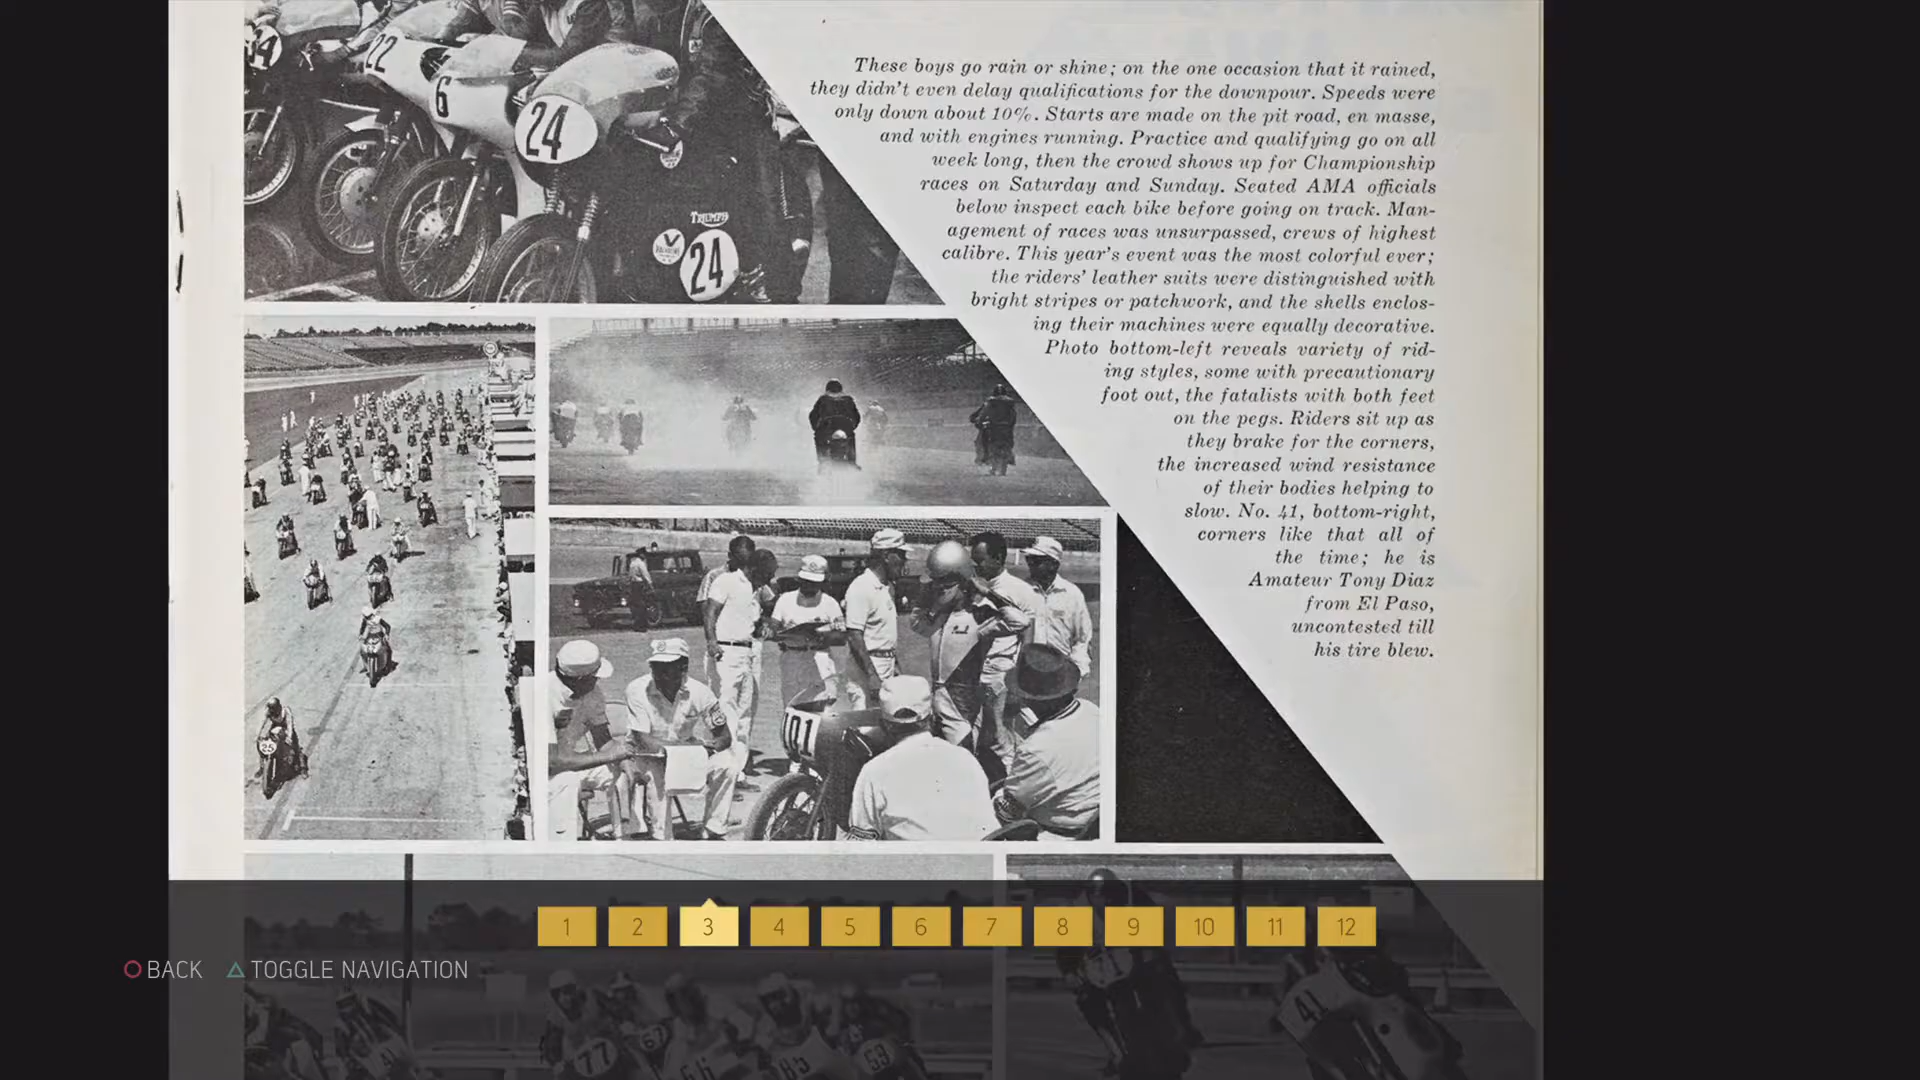 These boys go rain or shine; on the one occasion that it rained,
they didn't even delay qualifications for the downpour. Speeds were
only down about 10%. Starts are made on the pit road, en masse,
and with engines running. Practice and qualifying go on all
week long, then the crowd shows up for Championship
races on Saturday and Sunday. Seated AMA officials
below inspect each bike before going on track. Man-
agement of races was unsurpassed, crews of highest
calibre. This year's event was the most colorful ever;
the riders' leather suits were distinguished with
bright stripes or patchwork, and the shells enclos-
ing their machines were equally decorative.
Photo bottom-left reveals variety of rid-
ing styles, some with precautionary
foot out, the fatalists with both feet
on the pegs. Riders sit up as
they brake for the corners,
the increased wind resistance
of their bodies helping to
slow. No. 41, bottom-right,
corners like that all of
the time; he is
Amateur Tony Diaz
from El Paso,
uncontested till
his tire blew.
22
6
24
TRIUMPH
24
25
101
1 2 3 4 5 6 7 8 9 10 11 12
BACK TOGGLE NAVIGATION
77
67
66
85
59
41